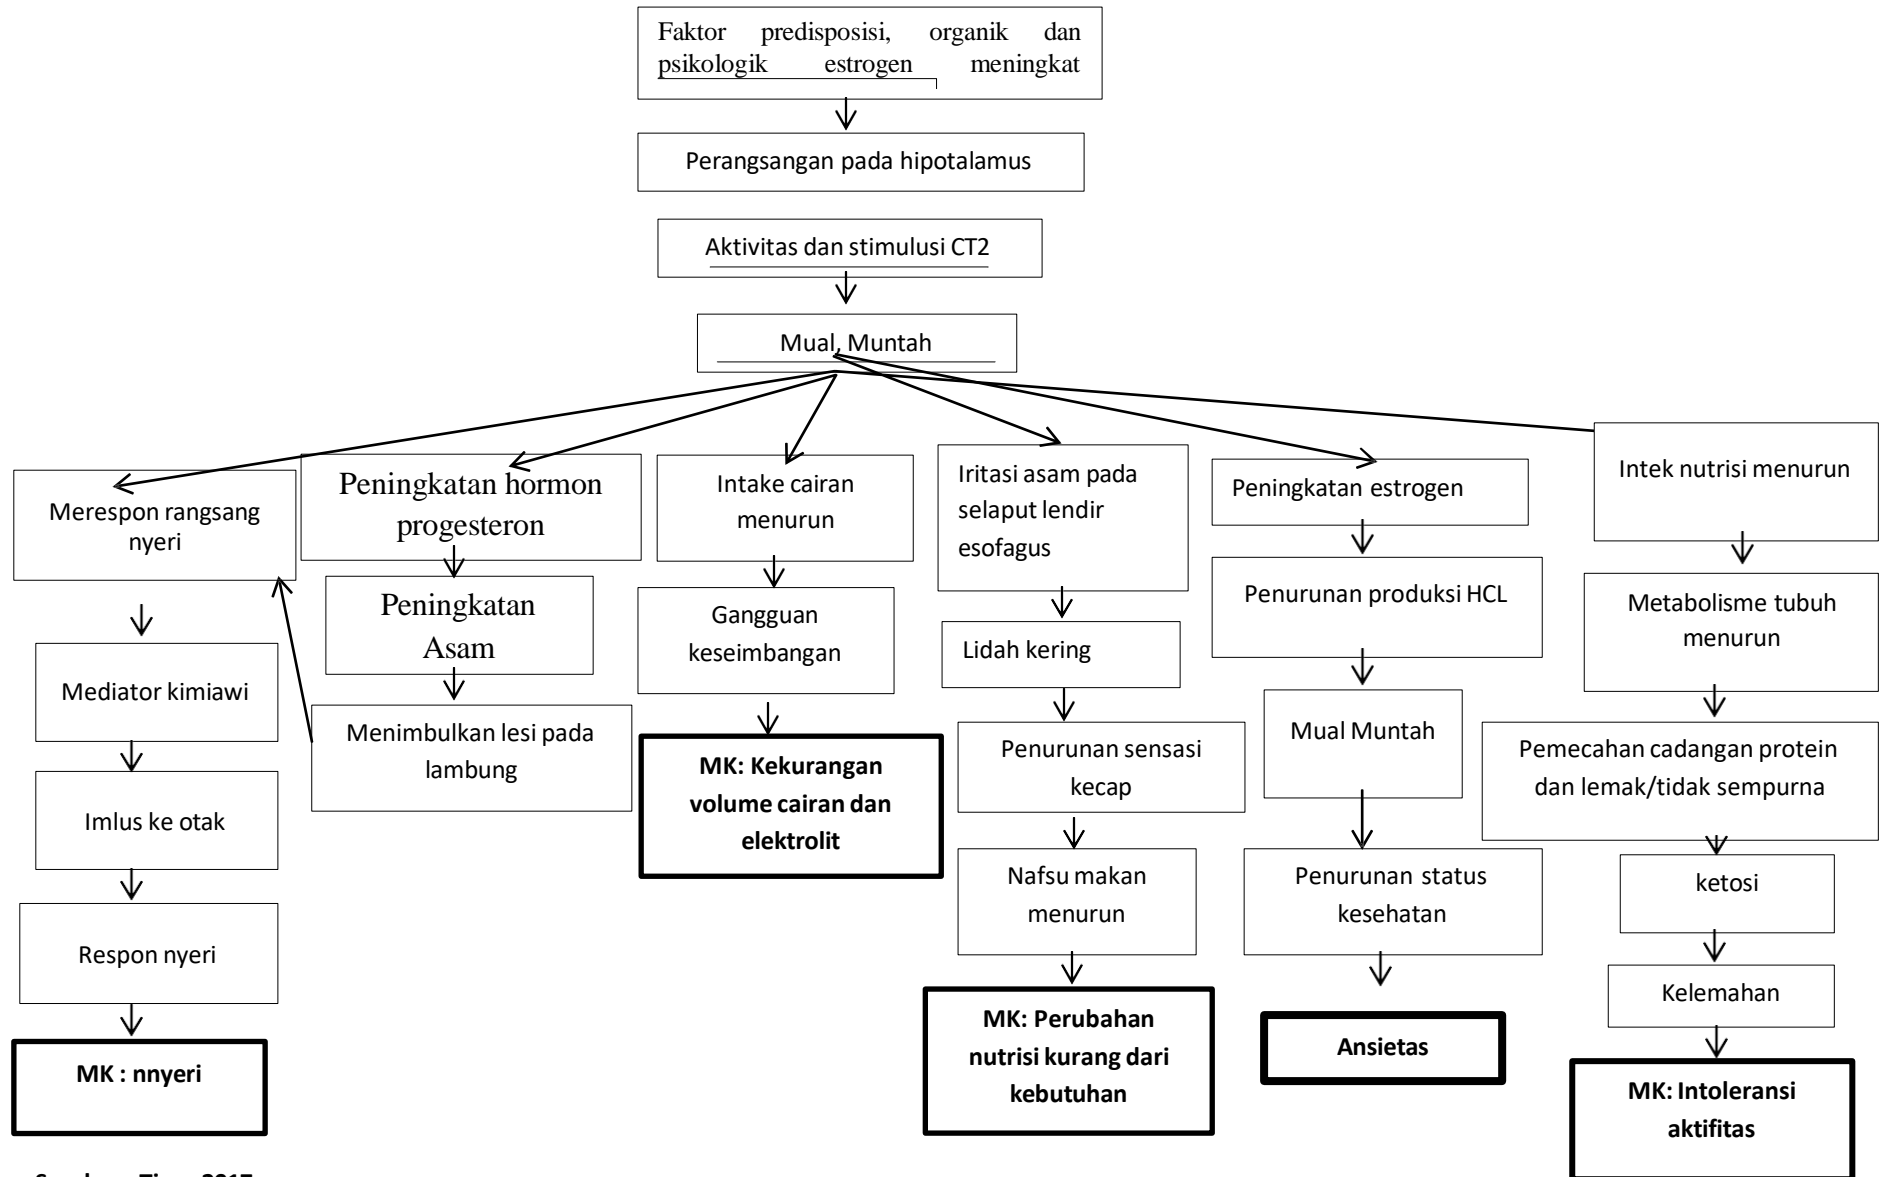 Faktor predisposisi, organik dan
psikologik estrogen meningkat
Perangsangan pada hipotalamus
Aktivitas dan stimulusi CT2
Mual, Muntah
Merespon rangsang
nyeri
Mediator kimiawi
Imlus ke otak
Respon nyeri
MK : nnyeri
Peningkatan hormon
progesteron
Peningkatan
Asam
Menimbulkan lesi pada
lambung
Intake cairan
menurun
Gangguan
keseimbangan
MK: Kekurangan
volume cairan dan
elektrolit
Iritasi asam pada
selaput lendir
esofagus
Lidah kering
Penurunan sensasi
kecap
Nafsu makan
menurun
MK: Perubahan
nutrisi kurang dari
kebutuhan
Peningkatan estrogen
Penurunan produksi HCL
Mual Muntah
Penurunan status
kesehatan
Ansietas
Intek nutrisi menurun
Metabolisme tubuh
menurun
Pemecahan cadangan protein
dan lemak/tidak sempurna
ketosi
Kelemahan
MK: Intoleransi
aktifitas